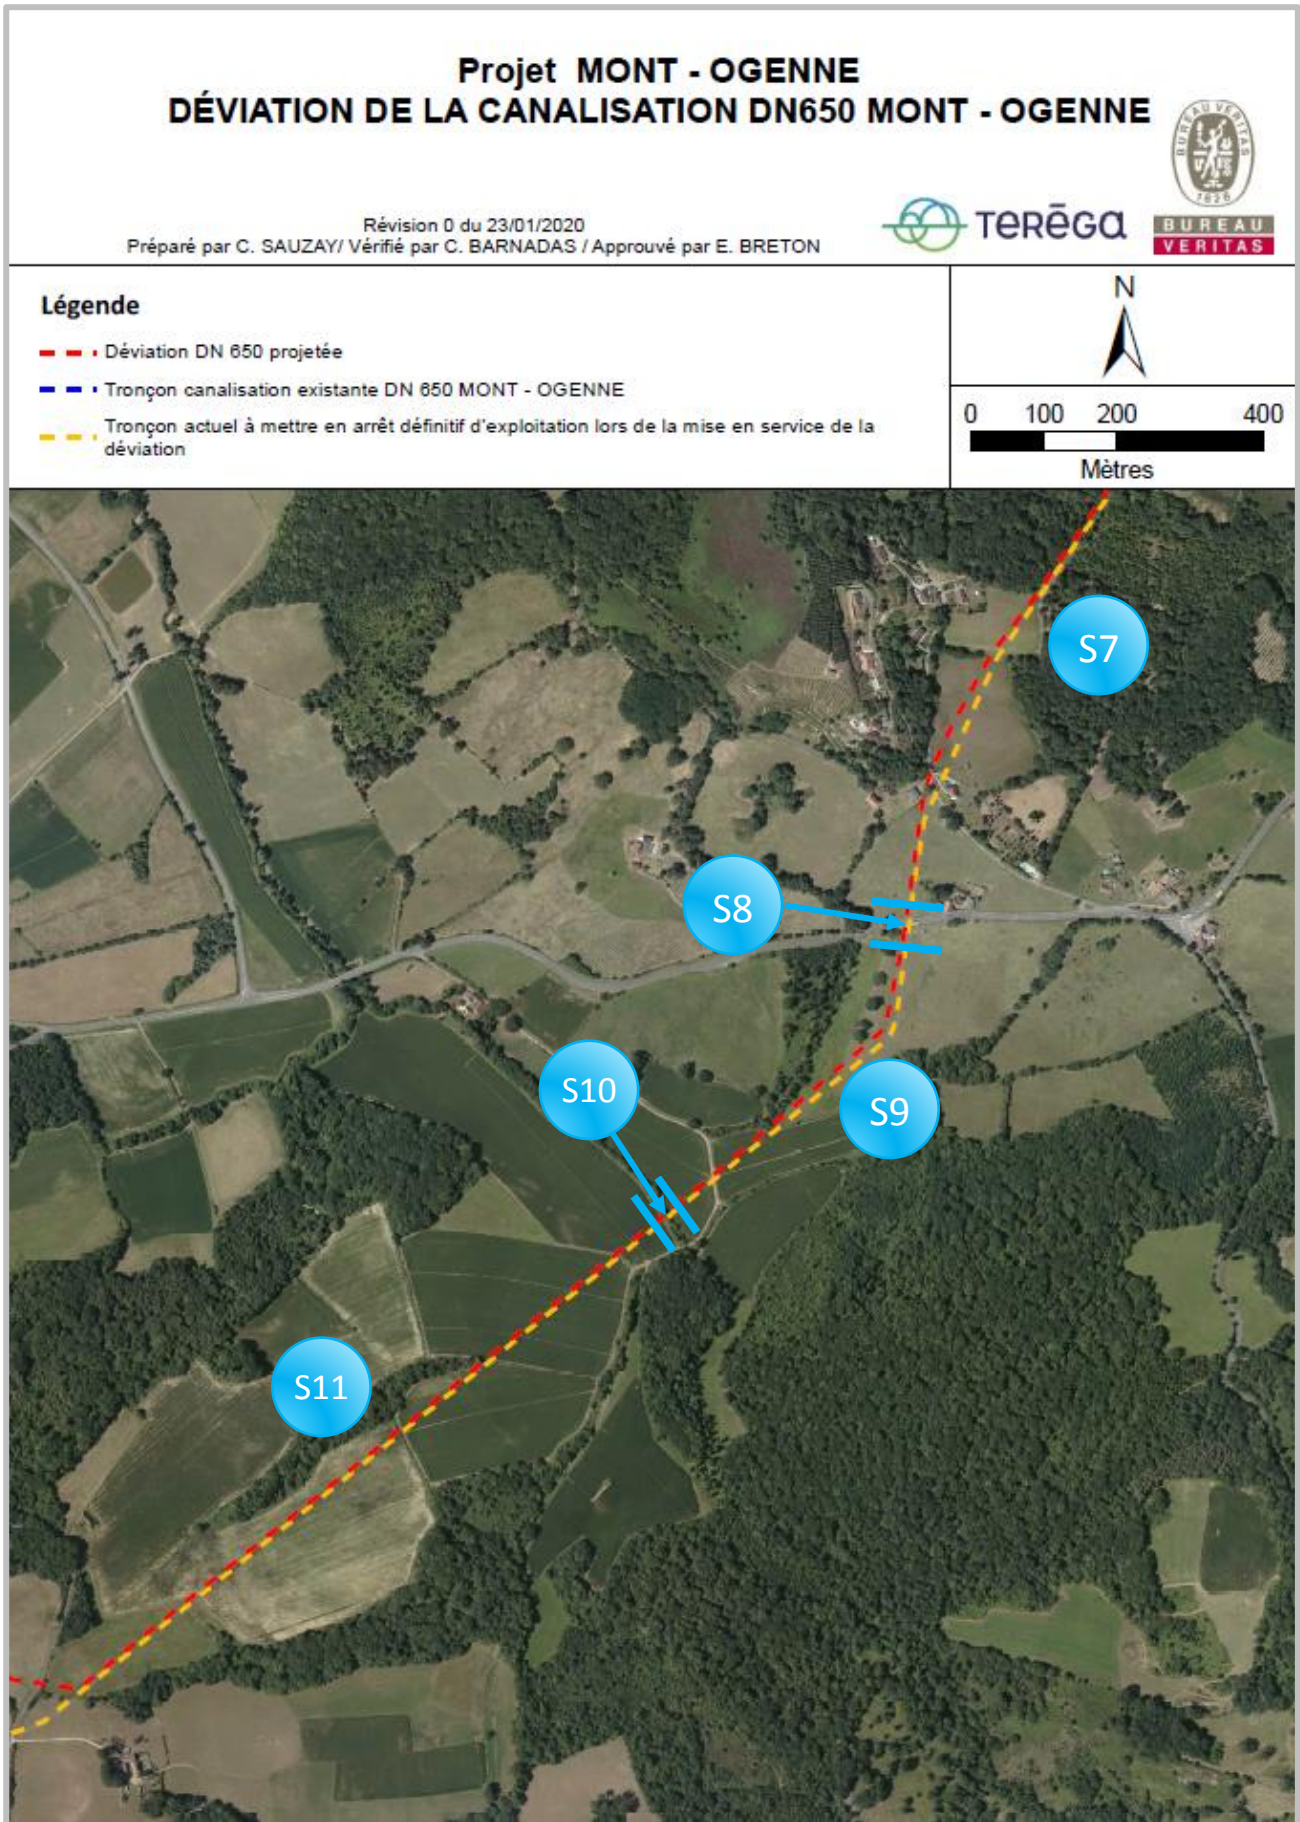 Projet MONT - OGENNE
DÉVIATION DE LA CANALISATION DN650 MONT - OGENNE
BUREAU VERITAS
1828
Révision 0 du 23/01/2020
Préparé par C. SAUZAY/ Vérifié par C. BARNADAS / Approuvé par E. BRETON
TERĒGA
BUREAU
VERITAS
Légende
Déviation DN 650 projetée
Tronçon canalisation existante DN 650 MONT - OGENNE
Tronçon actuel à mettre en arrêt définitif d'exploitation lors de la mise en service de la
déviation
N
0 100 200 400
Mètres
S7
S8
S10
S9
S11